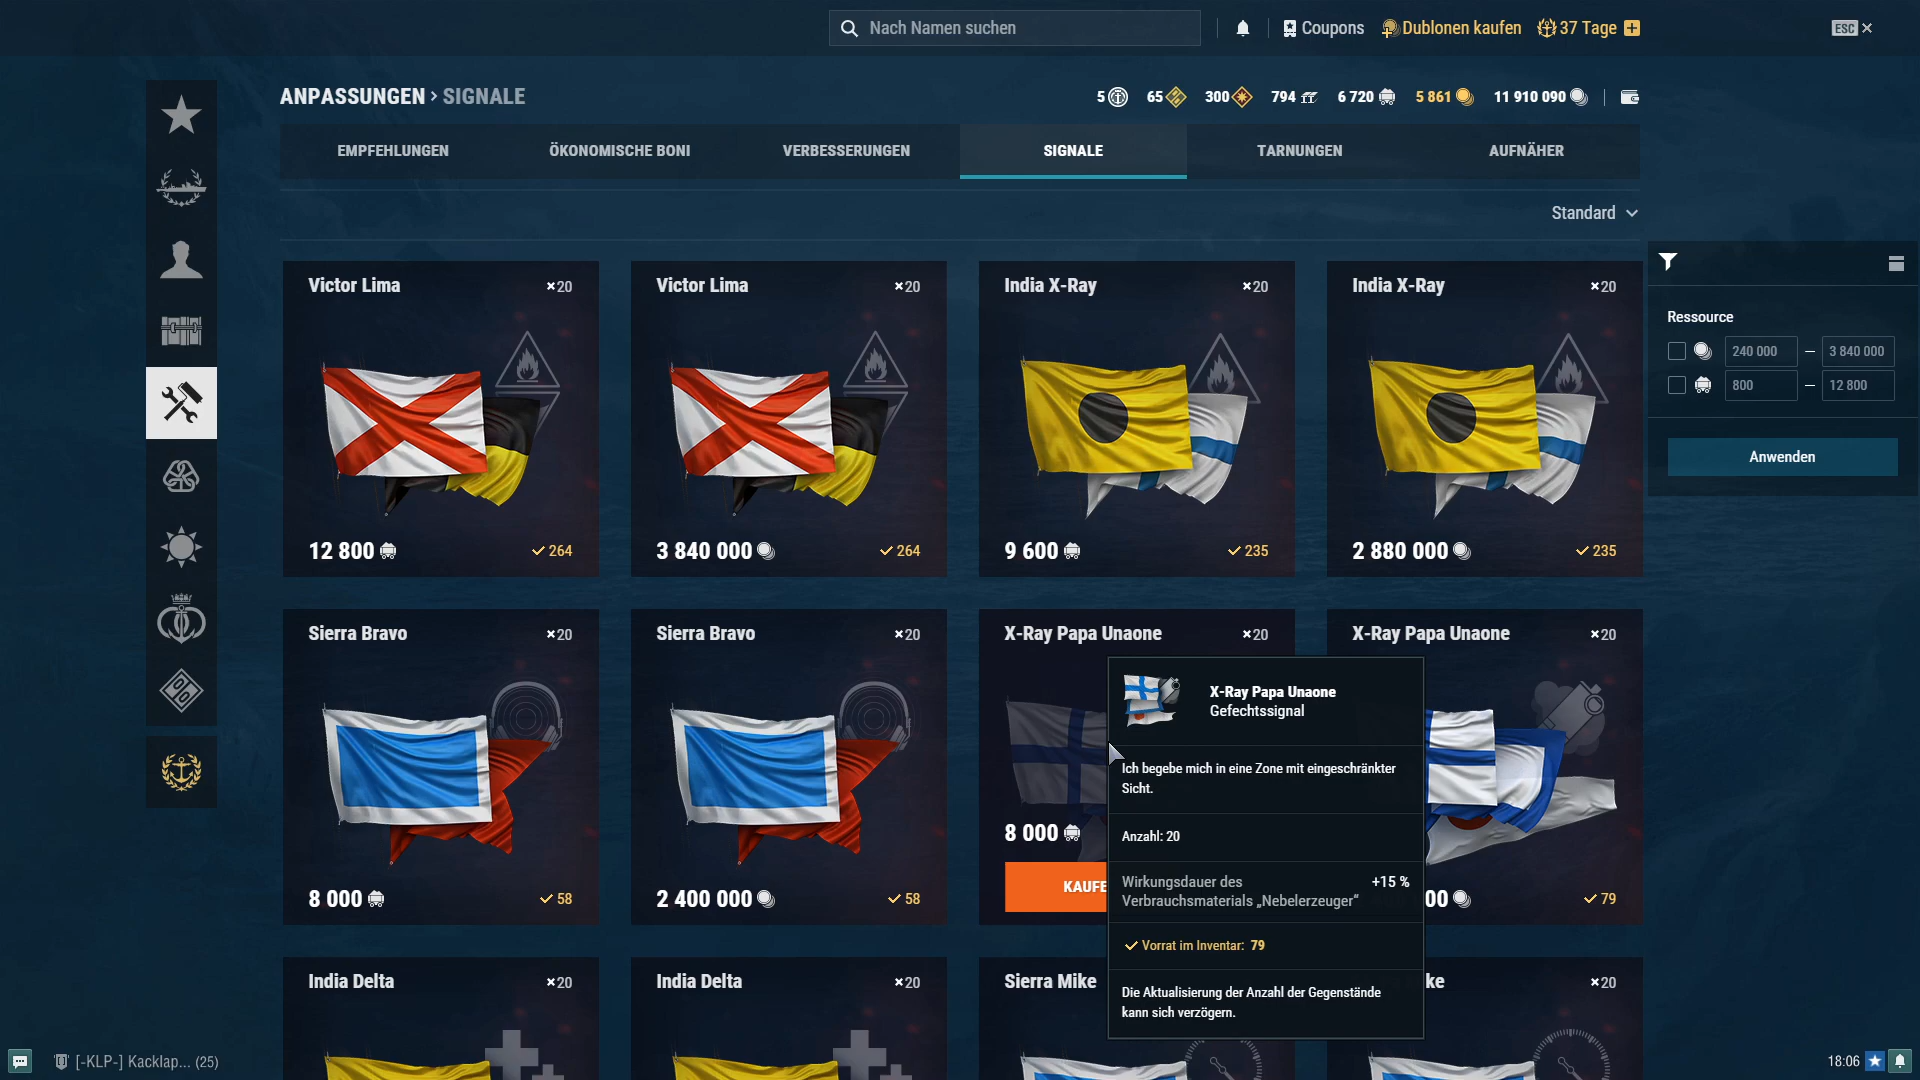 Nach Namen suchen
Coupons
Dublonen kaufen
37 Tage
ESC
ANPASSUNGEN > SIGNALE
5
65
300
794
6 720
5 861
11 910 090
EMPFEHLUNGEN
ÖKONOMISCHE BONI
VERBESSERUNGEN
SIGNALE
TARNUNGEN
AUFNÄHER
Standard
Victor Lima ×20
Victor Lima ×20
India X-Ray ×20
India X-Ray ×20
12 800 264
3 840 000 264
9 600 235
2 880 000 235
Ressource
240 000 — 3 840 000
800 — 12 800
Anwenden
Sierra Bravo ×20
Sierra Bravo ×20
X-Ray Papa Unaone ×20
X-Ray Papa Unaone ×20
8 000 58
2 400 000 58
8 000
KAUFE
00 79
X-Ray Papa Unaone
Gefechtssignal
Ich begebe mich in eine Zone mit eingeschränkter
Sicht.
Anzahl: 20
Wirkungsdauer des +15 %
Verbrauchsmaterials „Nebelerzeuger”
Vorrat im Inventar: 79
Die Aktualisierung der Anzahl der Gegenstände
kann sich verzögern.
India Delta ×20
India Delta ×20
Sierra Mike
ke ×20
[-KLP-] Kacklap... (25)
18:06